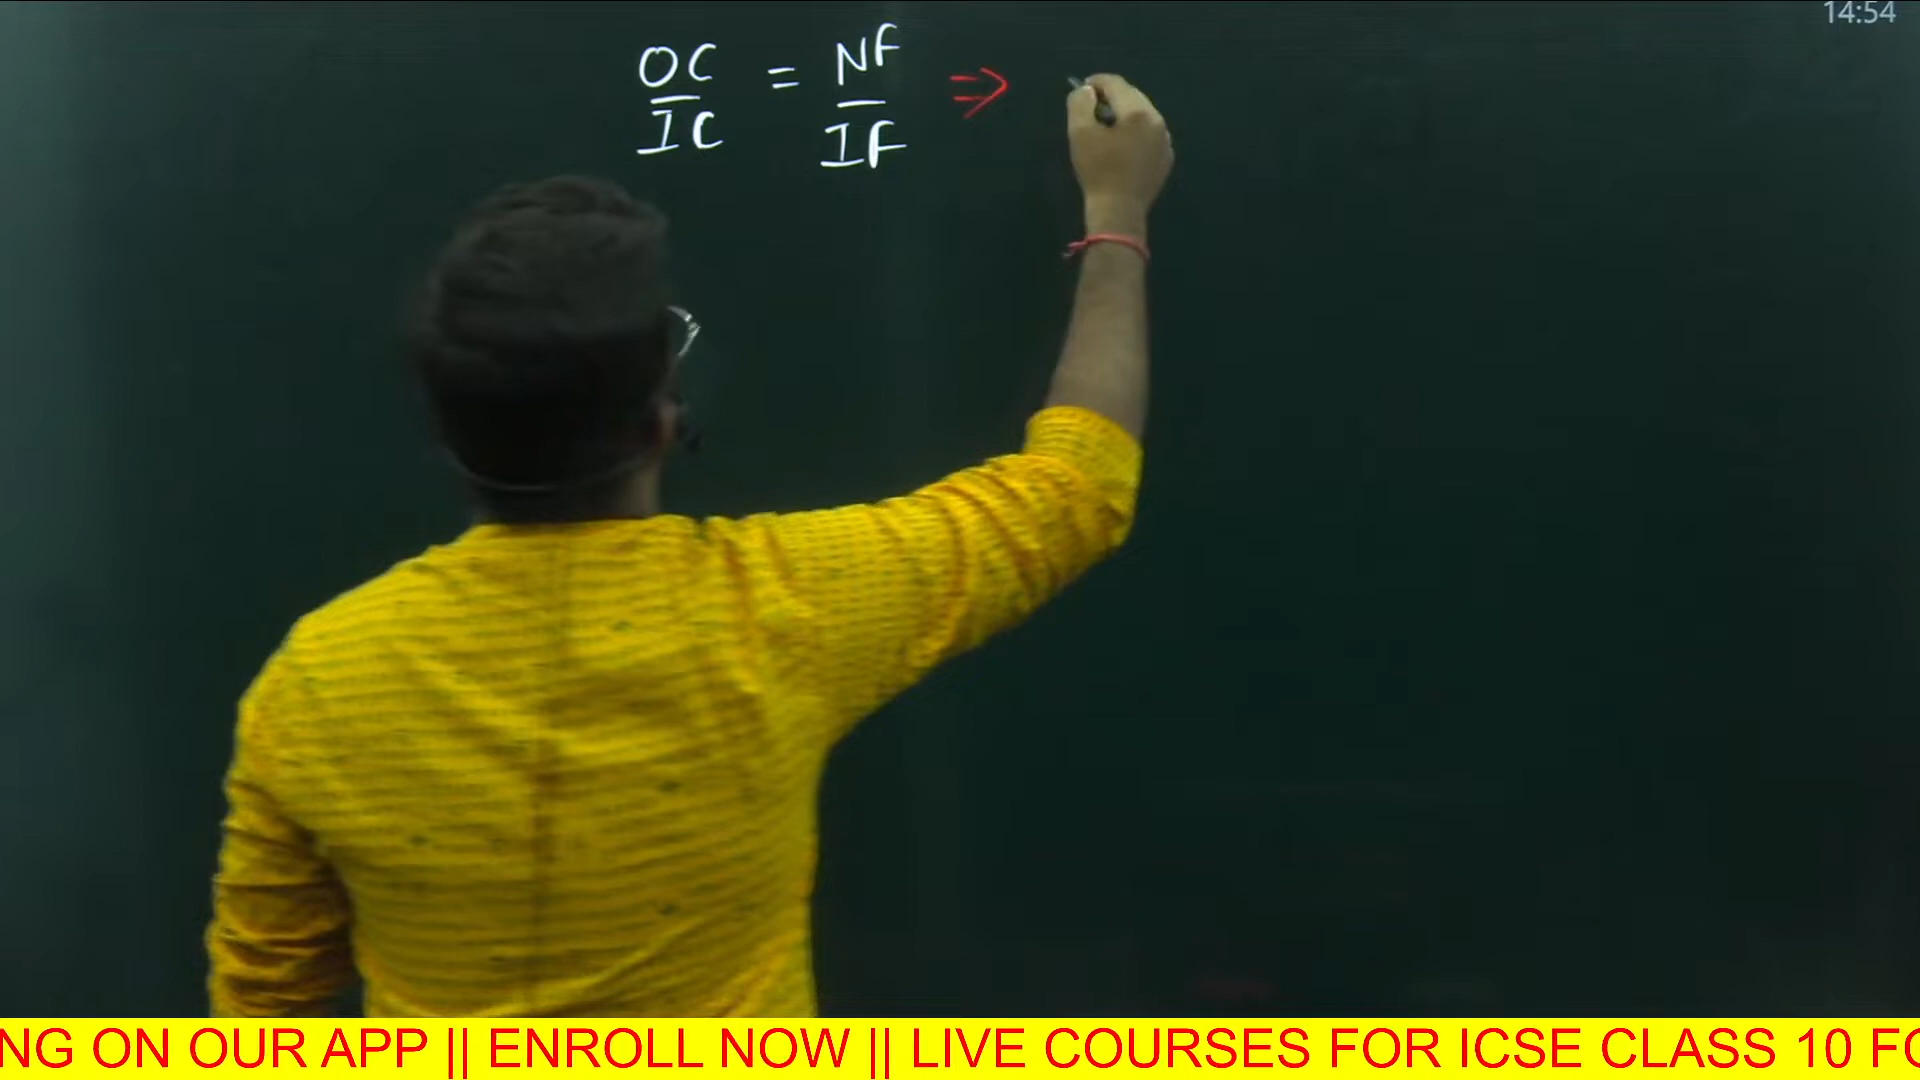 14:54
OC/IC = NF/IF ⇒
NG ON OUR APP || ENROLL NOW || LIVE COURSES FOR ICSE CLASS 10 FO